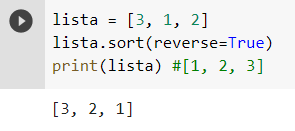 lista = [3, 1, 2]
lista.sort(reverse=True)
print(lista) #[1, 2, 3]
[3, 2, 1]